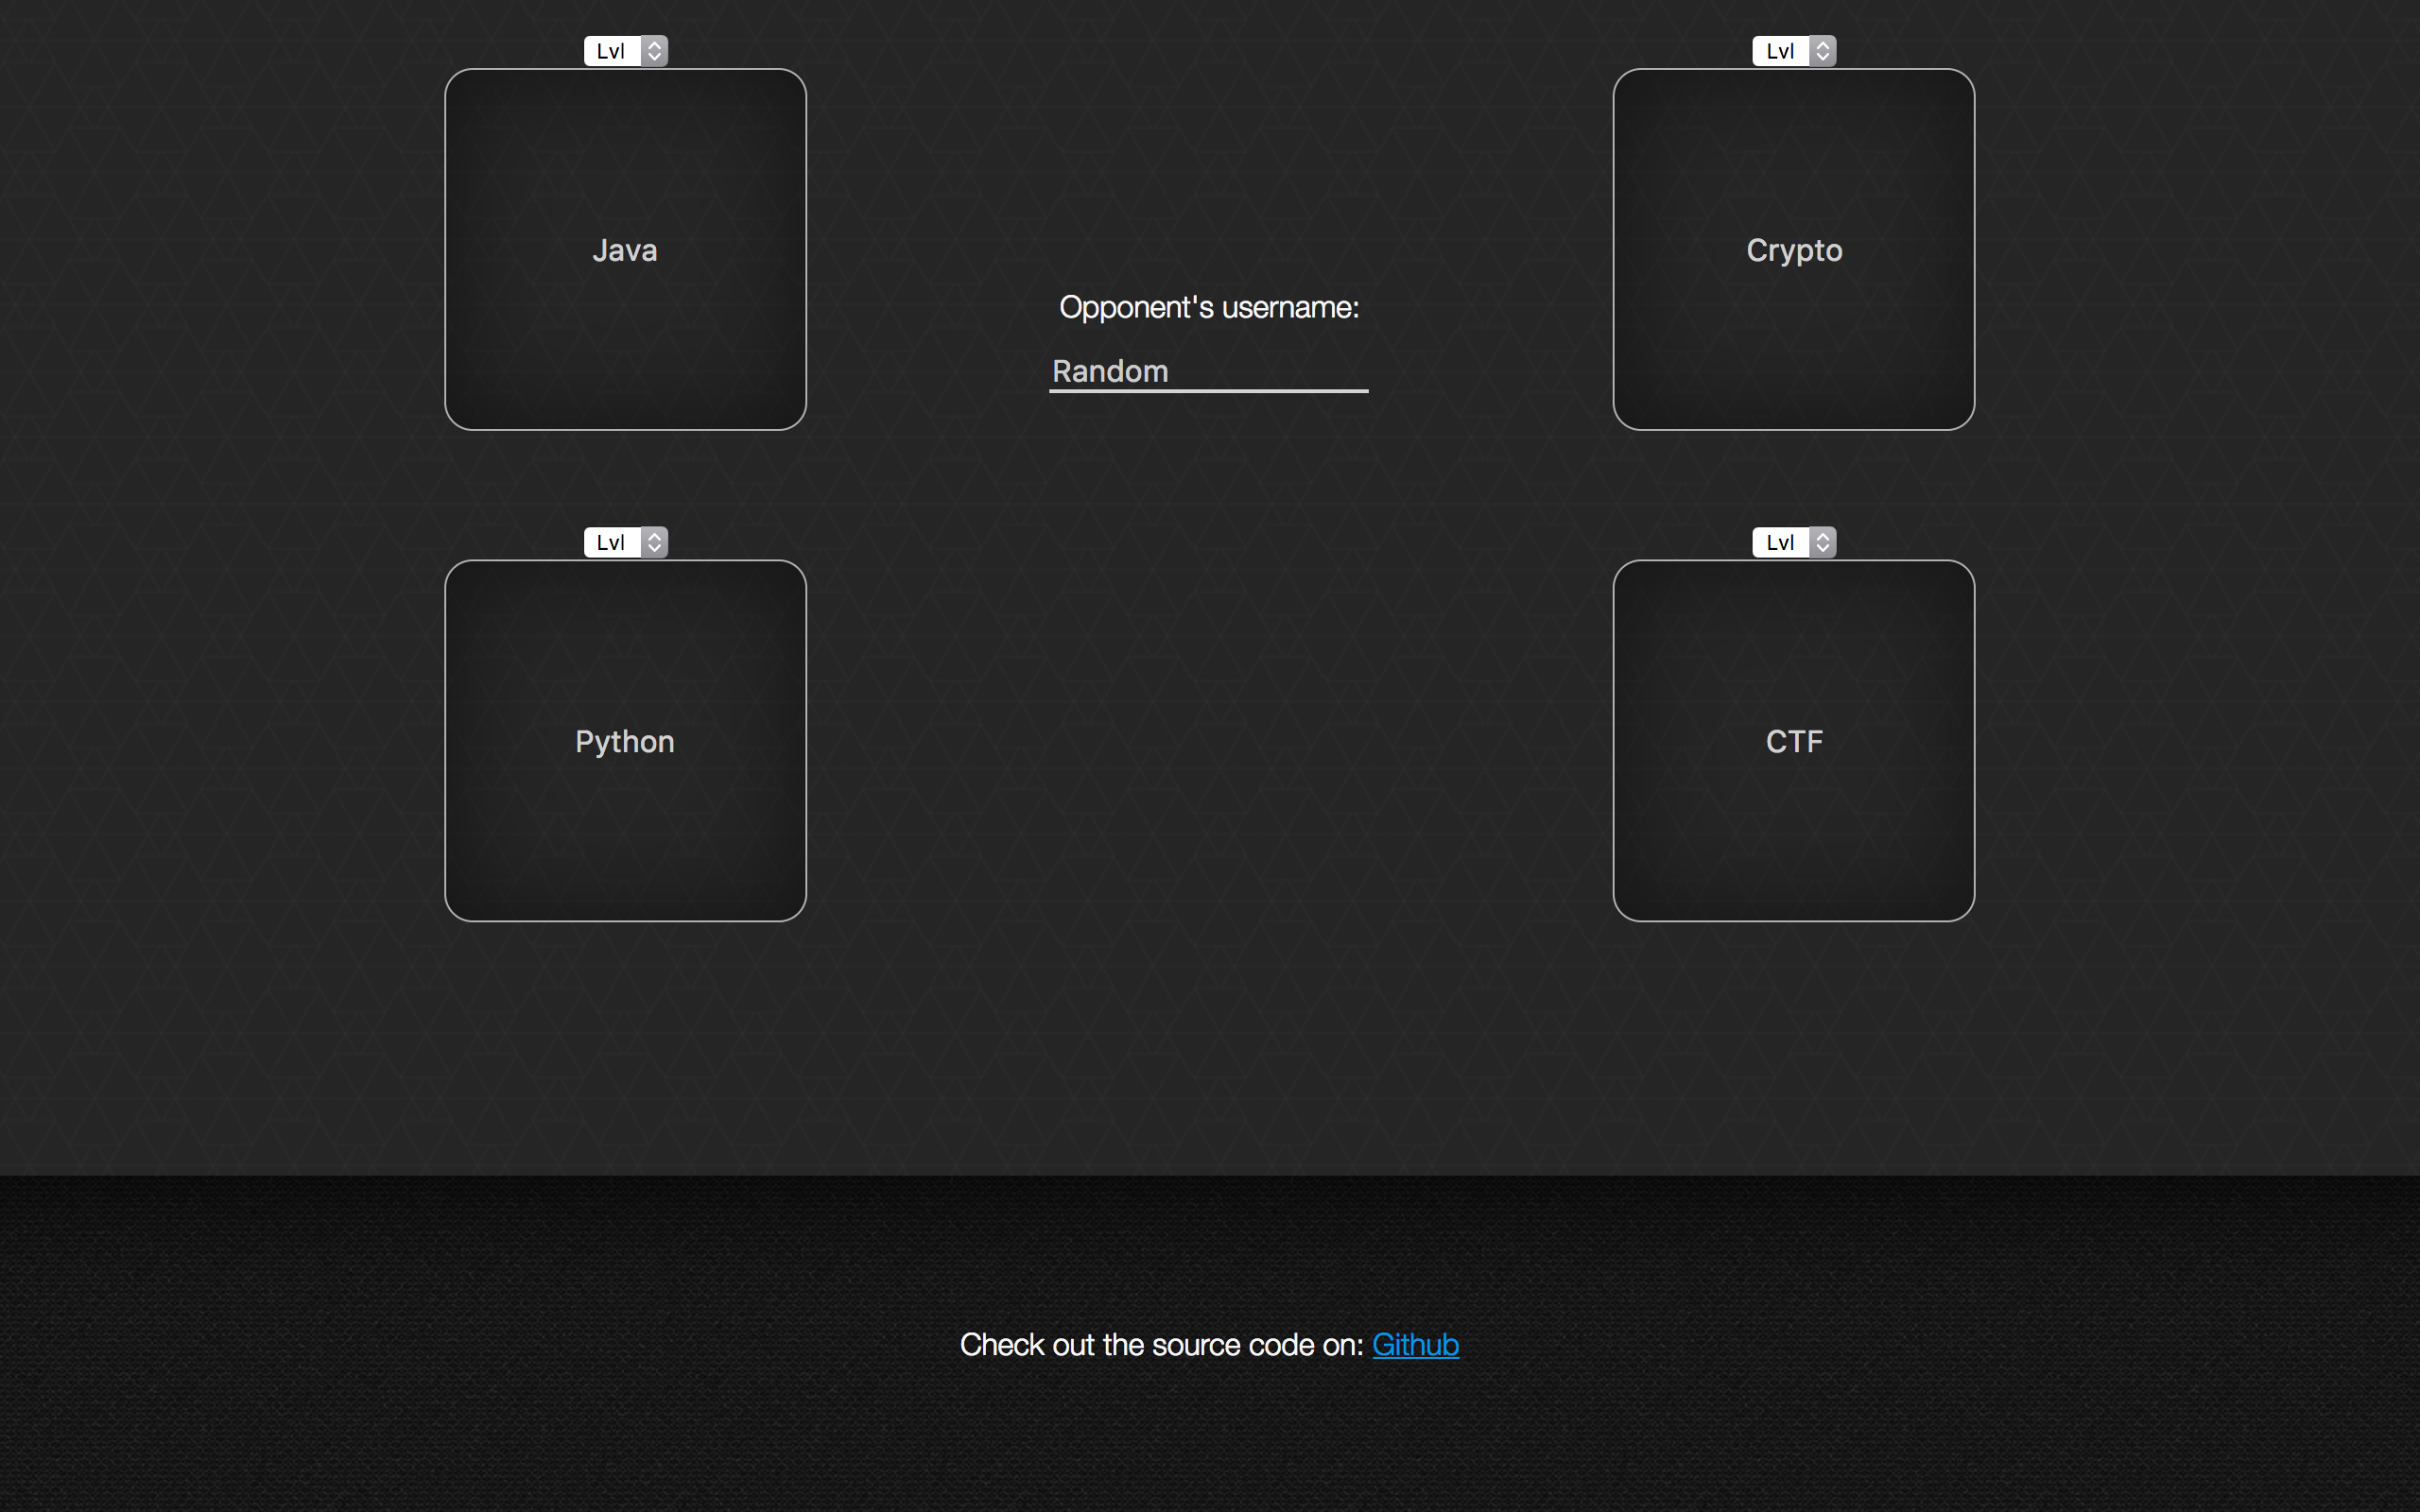 Lvl
Java
Lvl
Crypto
Opponent's username:
Random
Lvl
Python
Lvl
CTF
Check out the source code on: Github